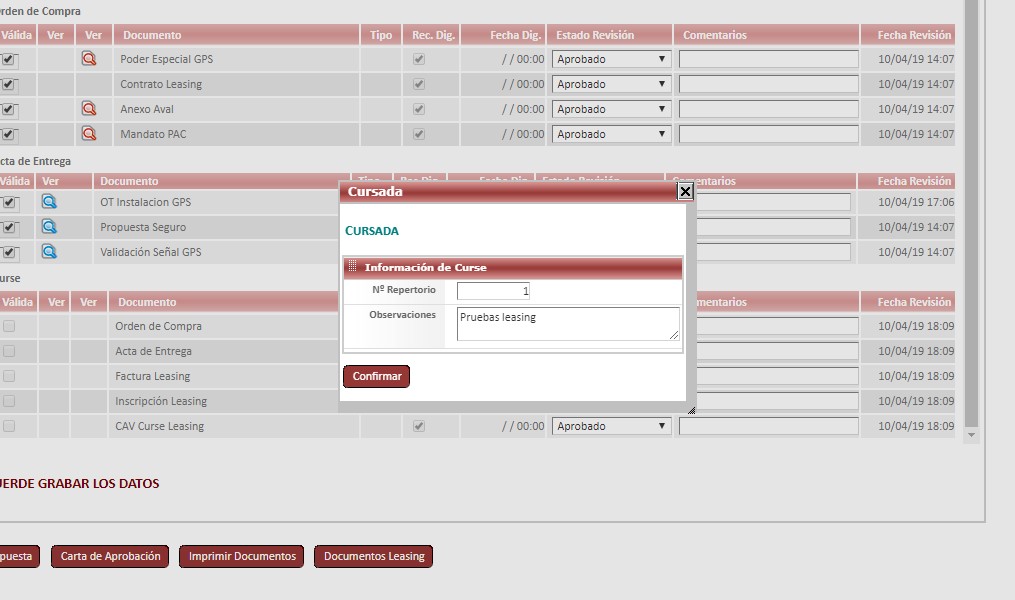 rden de Compra
Válida Ver Ver Documento Tipo Rec. Dig. Fecha Dig. Estado Revisión Comentarios Fecha Revisión
Poder Especial GPS / / 00:00 Aprobado 10/04/19 14:07
Contrato Leasing / / 00:00 Aprobado 10/04/19 14:07
Anexo Aval / / 00:00 Aprobado 10/04/19 14:07
Mandato PAC / / 00:00 Aprobado 10/04/19 14:07
cta de Entrega
Válida Ver Documento Tipo Rec. Dig. Fecha Dig. Estado Revisión Comentarios Fecha Revisión
OT Instalacion GPS 10/04/19 17:06
Propuesta Seguro 10/04/19 14:07
Validación Señal GPS 10/04/19 14:07
urse
Válida Ver Ver Documento mentarios Fecha Revisión
Orden de Compra 10/04/19 18:09
Acta de Entrega 10/04/19 18:09
Factura Leasing 10/04/19 18:09
Inscripción Leasing 10/04/19 18:09
CAV Curse Leasing / / 00:00 Aprobado 10/04/19 18:09
Cursada
CURSADA
Información de Curse
Nº Repertorio 1
Observaciones Pruebas leasing
Confirmar
UERDE GRABAR LOS DATOS
puesta Carta de Aprobación Imprimir Documentos Documentos Leasing